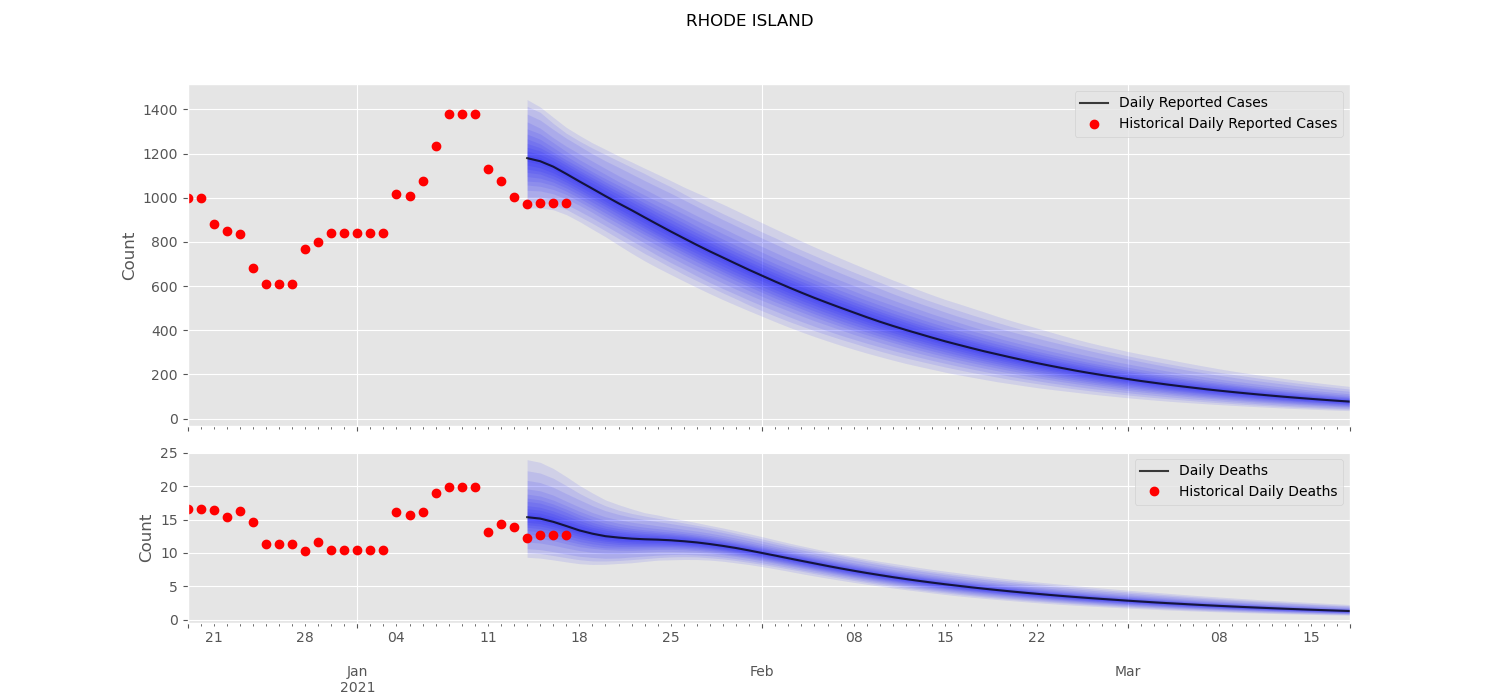 RHODE ISLAND
1400
1200
1000
800
600
400
200
0
Count
Daily Reported Cases
Historical Daily Reported Cases
25
20
15
10
5
0
Count
Daily Deaths
Historical Daily Deaths
21 28 04 11 18 25 08 15 22 08 15
Jan Feb Mar
2021